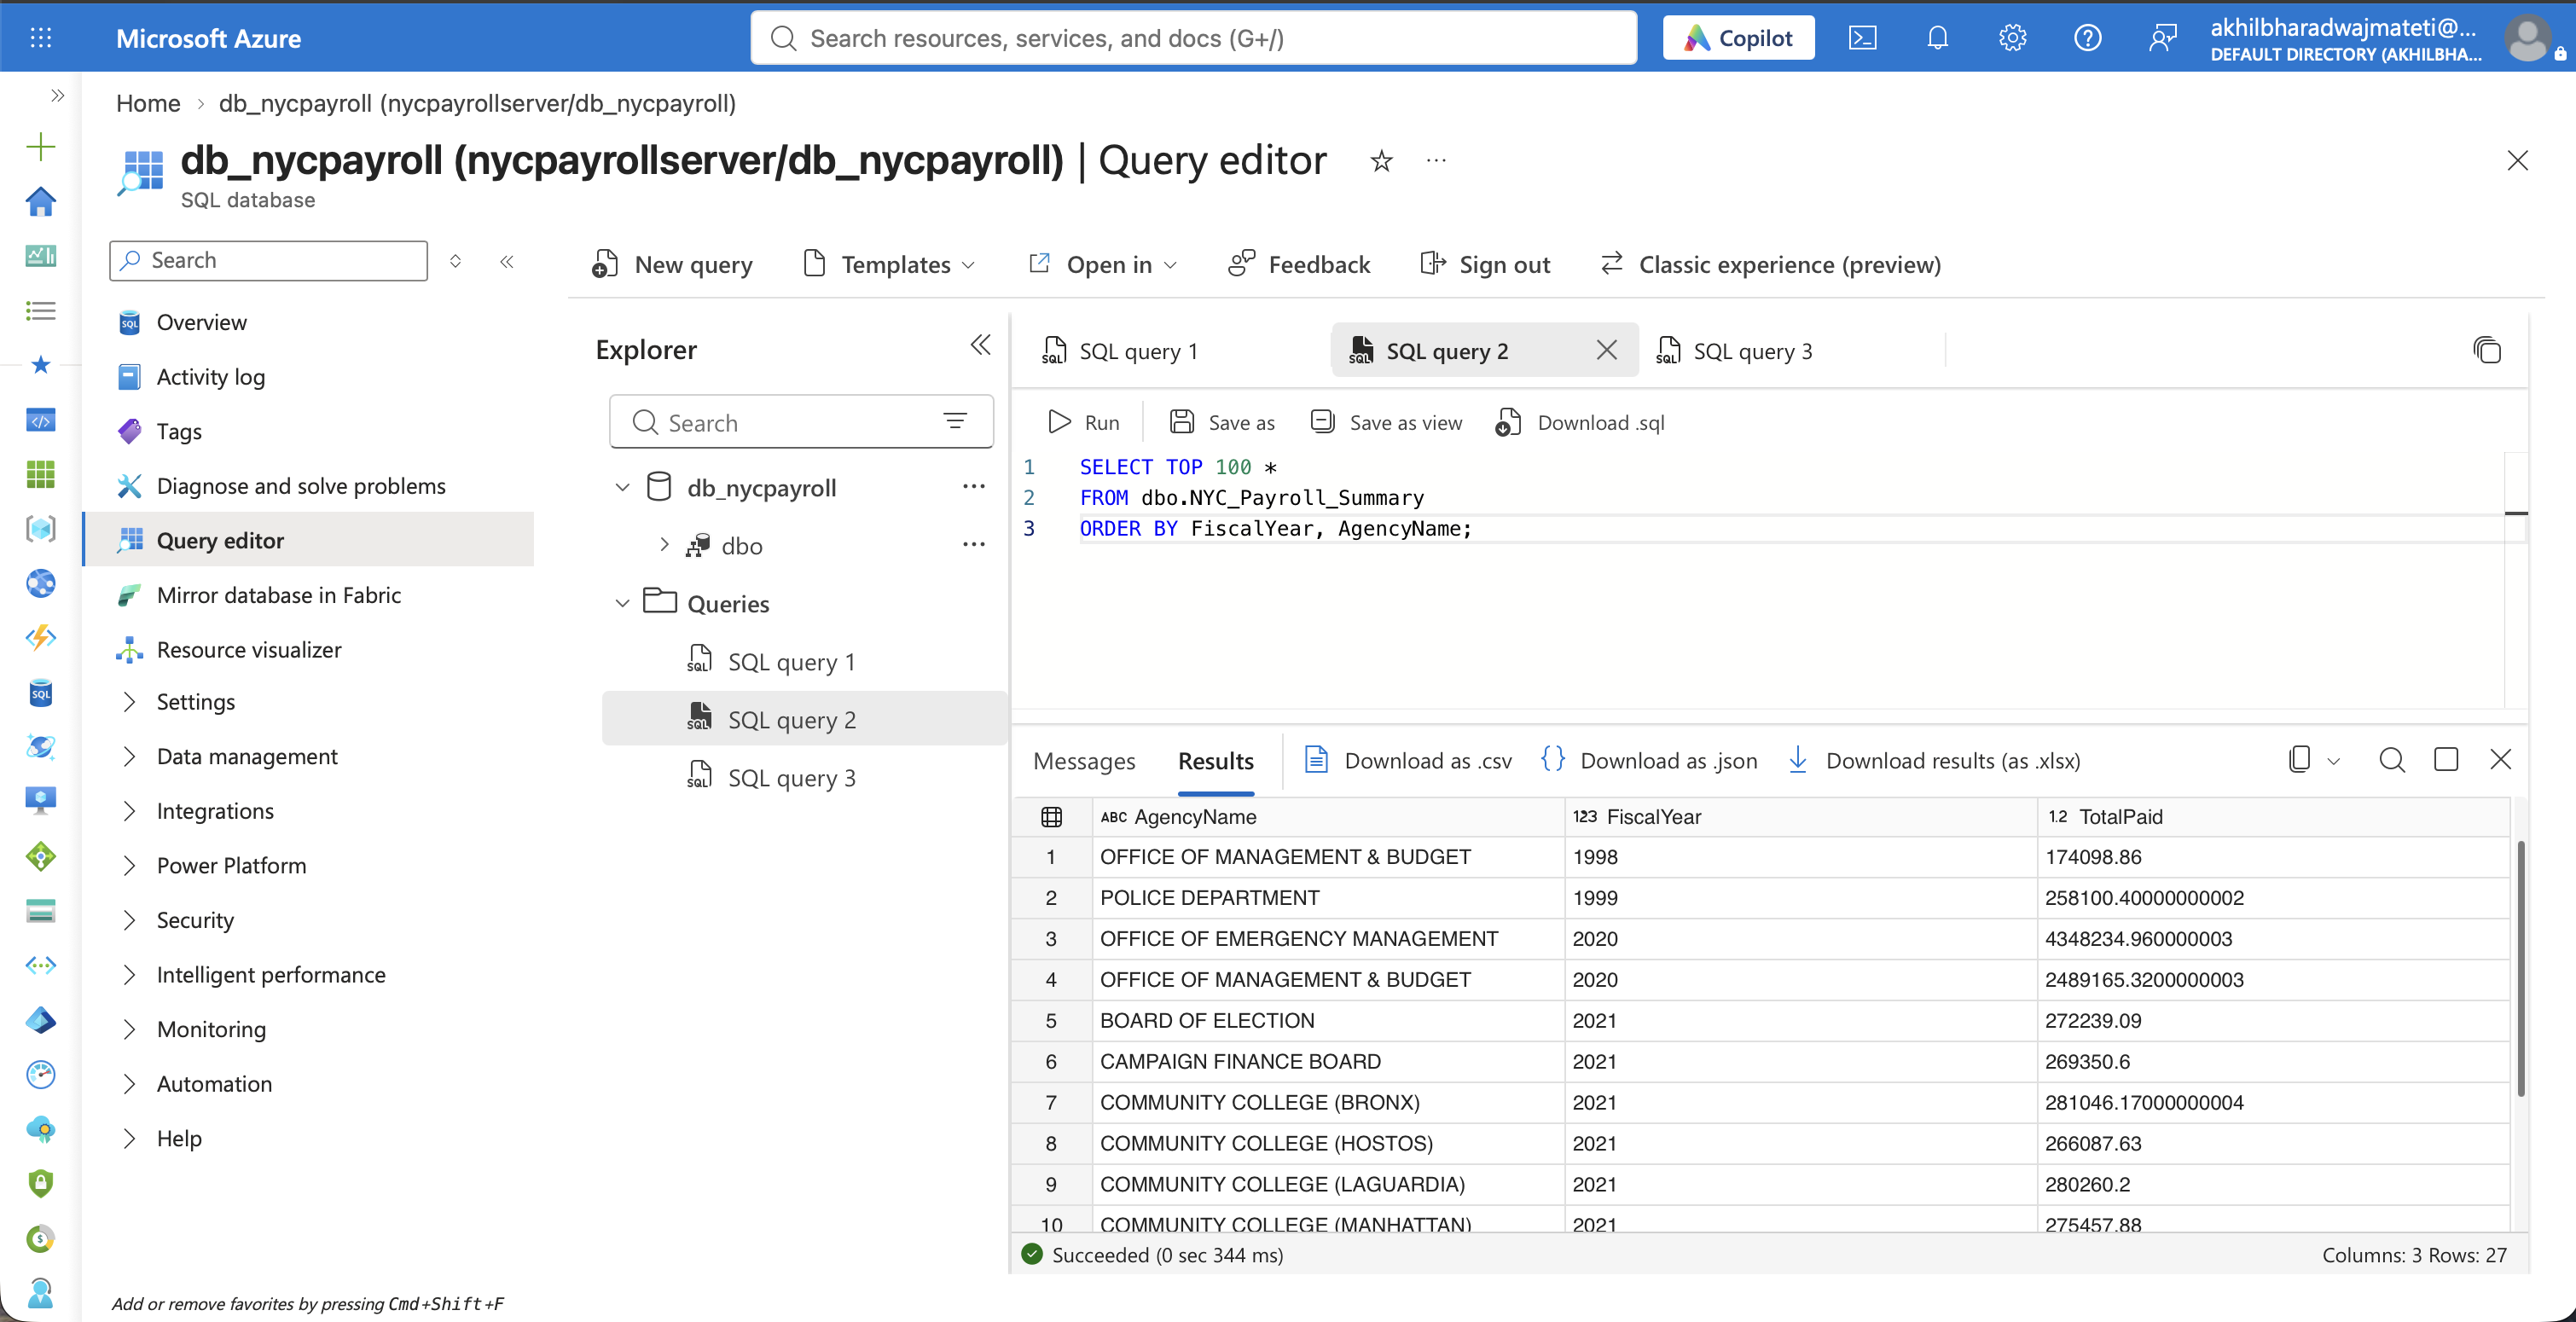 Microsoft Azure
Search resources, services, and docs (G+/)
Copilot
akhilbharadwajmateti@...
DEFAULT DIRECTORY (AKHILBHA...
Home > db_nycpayroll (nycpayrollserver/db_nycpayroll)
db_nycpayroll (nycpayrollserver/db_nycpayroll) | Query editor
SQL database
Search
Overview
Activity log
Tags
Diagnose and solve problems
Query editor
Mirror database in Fabric
Resource visualizer
Settings
Data management
Integrations
Power Platform
Security
Intelligent performance
Monitoring
Automation
Help
Add or remove favorites by pressing Cmd+Shift+F
New query
Templates
Open in
Feedback
Sign out
Classic experience (preview)
Explorer
Search
db_nycpayroll
dbo
Queries
SQL query 1
SQL query 2
SQL query 3
SQL query 1
SQL query 2
SQL query 3
Run
Save as
Save as view
Download .sql
1 SELECT TOP 100 *
2 FROM dbo.NYC_Payroll_Summary
3 ORDER BY FiscalYear, AgencyName;
Messages
Results
Download as .csv
Download as .json
Download results (as .xlsx)
ABC AgencyName 123 FiscalYear 1.2 TotalPaid
1 OFFICE OF MANAGEMENT & BUDGET 1998 174098.86
2 POLICE DEPARTMENT 1999 258100.40000000002
3 OFFICE OF EMERGENCY MANAGEMENT 2020 4348234.960000003
4 OFFICE OF MANAGEMENT & BUDGET 2020 2489165.3200000003
5 BOARD OF ELECTION 2021 272239.09
6 CAMPAIGN FINANCE BOARD 2021 269350.6
7 COMMUNITY COLLEGE (BRONX) 2021 281046.17000000004
8 COMMUNITY COLLEGE (HOSTOS) 2021 266087.63
9 COMMUNITY COLLEGE (LAGUARDIA) 2021 280260.2
10 COMMUNITY COLLEGE (MANHATTAN) 2021 275457.88
Succeeded (0 sec 344 ms)
Columns: 3 Rows: 27